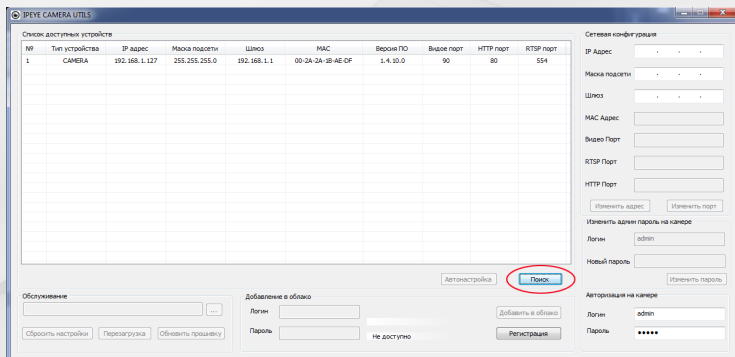 IPEYE CAMERA UTILS
Список доступных устройств
№ Тип устройства IP адрес Маска подсети Шлюз MAC Версия ПО Видое порт HTTP порт RTSP порт
1 CAMERA 192.168.1.127 255.255.255.0 192.168.1.1 00-2A-2A-1B-AE-DF 1.4.10.0 90 80 554
Автонастройка Поиск
Обслуживание
...
Сбросить настройки Перезагрузка Обновить прошивку
Добавление в облако
Логин Добавить в облако
Пароль Не доступно Регистрация
Сетевая конфигурация
IP Адрес . . .
Маска подсети . . .
Шлюз . . .
MAC Адрес
Видео Порт
RTSP Порт
HTTP Порт
Изменить адрес Изменить порт
Изменить админ пароль на камере
Логин admin
Новый пароль
Изменить пароль
Авторизация на камере
Логин admin
Пароль •••••